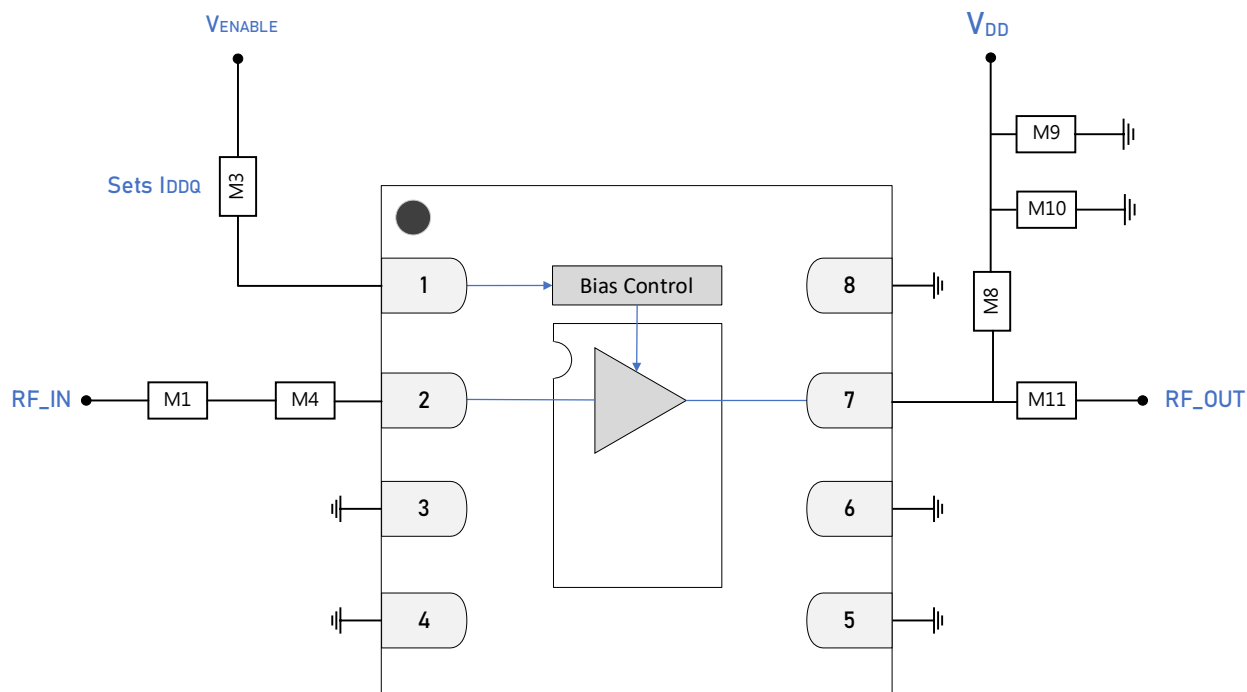 VENABLE
VDD
M9
Sets IDDQ
M3
M10
1
Bias Control
8
M8
RF_IN
M1
M4
2
7
M11
RF_OUT
3
6
4
5